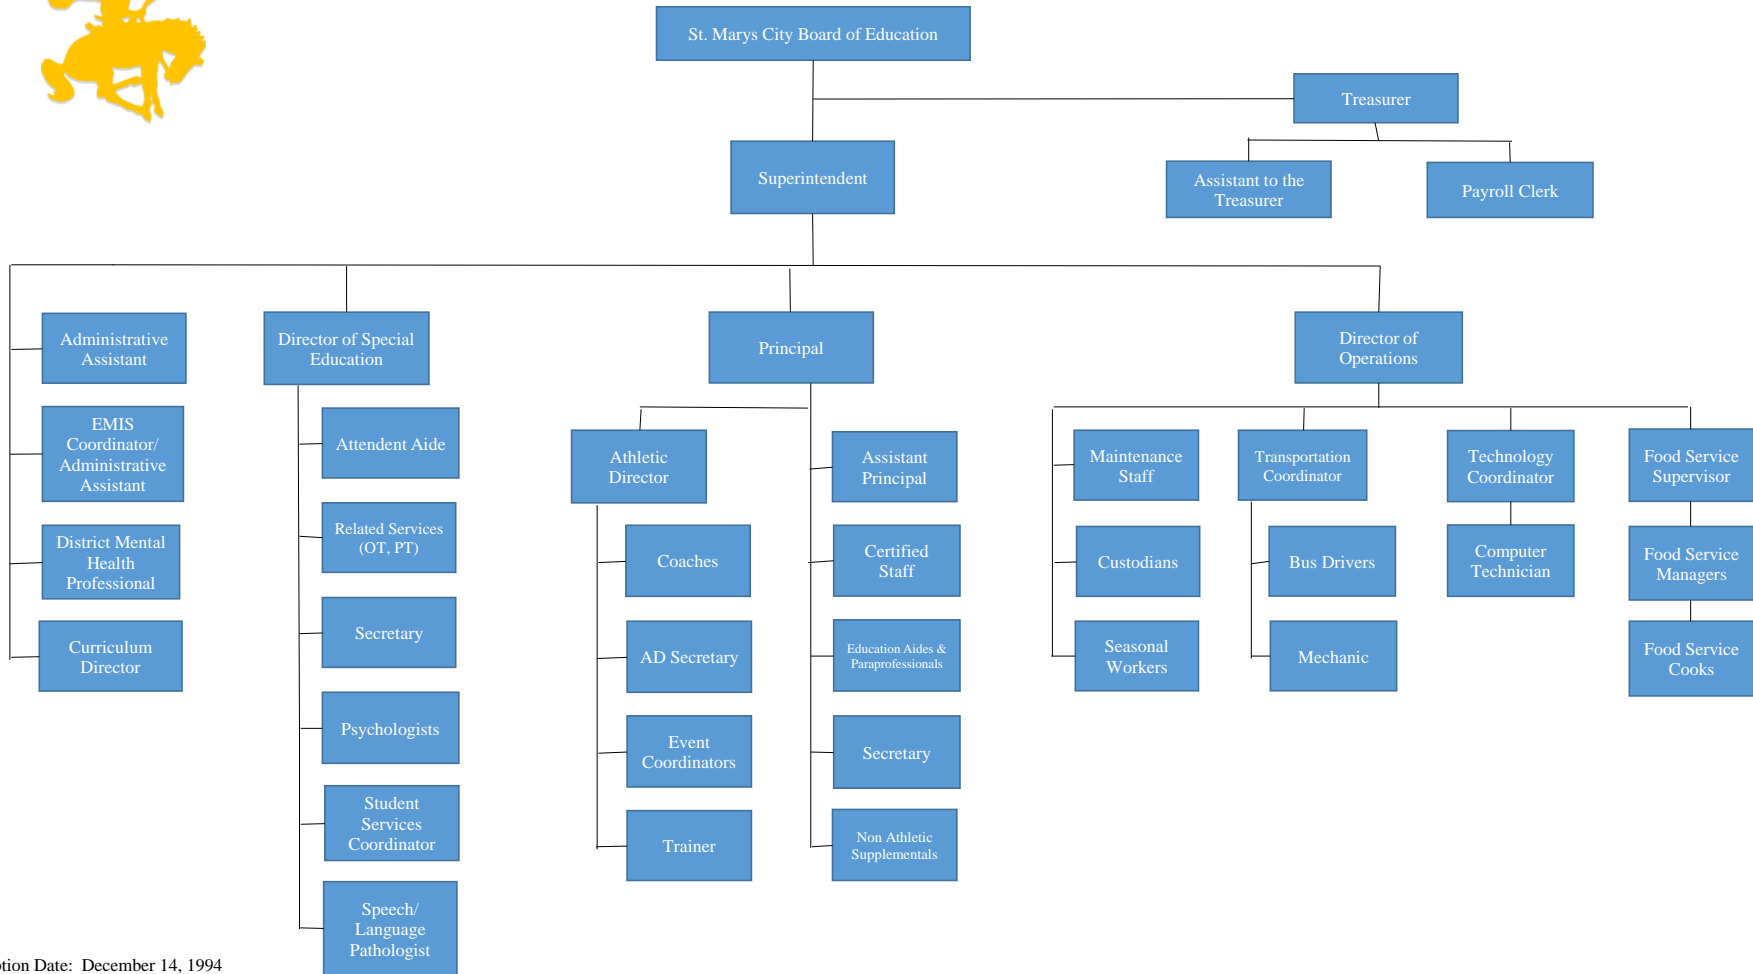 St. Marys City Board of Education
Treasurer
Superintendent
Assistant to the
Treasurer
Payroll Clerk
Administrative
Assistant
EMIS
Coordinator/
Administrative
Assistant
District Mental
Health
Professional
Curriculum
Director
Director of Special
Education
Attendent Aide
Related Services
(OT, PT)
Secretary
Psychologists
Student
Services
Coordinator
Speech/
Language
Pathologist
Principal
Athletic
Director
Coaches
AD Secretary
Event
Coordinators
Trainer
Assistant
Principal
Certified
Staff
Education Aides &
Paraprofessionals
Secretary
Non Athletic
Supplementals
Director of
Operations
Maintenance
Staff
Custodians
Seasonal
Workers
Transportation
Coordinator
Bus Drivers
Mechanic
Technology
Coordinator
Computer
Technician
Food Service
Supervisor
Food Service
Managers
Food Service
Cooks
Date: December 14, 1994